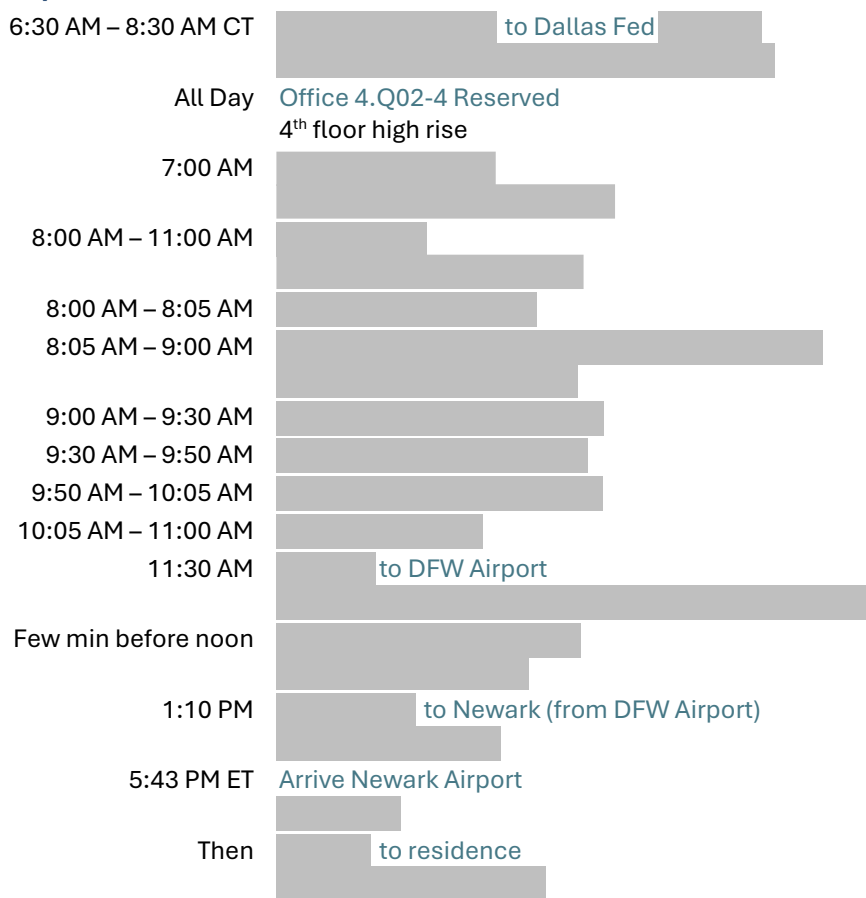 6:30 AM – 8:30 AM CT to Dallas Fed
All Day Office 4.Q02-4 Reserved
4th floor high rise
7:00 AM
8:00 AM – 11:00 AM
8:00 AM – 8:05 AM
8:05 AM – 9:00 AM
9:00 AM – 9:30 AM
9:30 AM – 9:50 AM
9:50 AM – 10:05 AM
10:05 AM – 11:00 AM
11:30 AM to DFW Airport
Few min before noon
1:10 PM to Newark (from DFW Airport)
5:43 PM ET Arrive Newark Airport
Then to residence